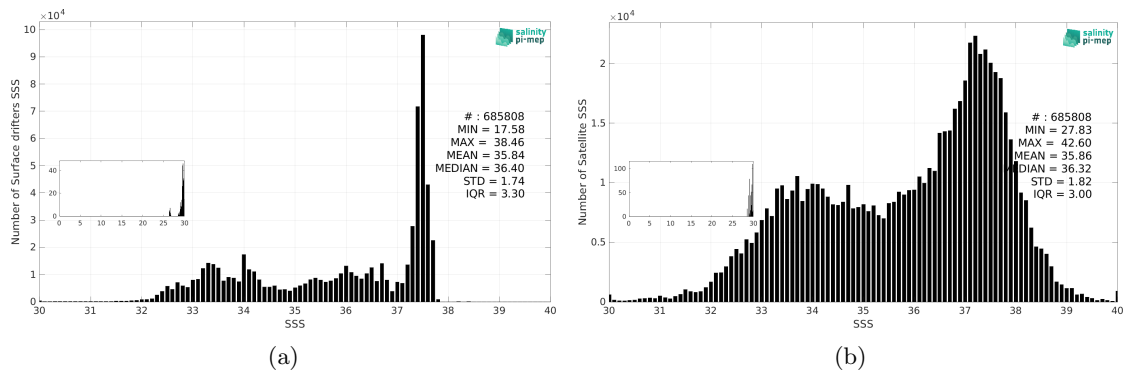 ×10⁴
10
9
8
7
6
5
4
3
2
1
0
30 31 32 33 34 35 36 37 38 39 40
SSS
Number of Surface drifters SSS
salinity
pi-mep
# : 685808
MIN = 17.58
MAX = 38.46
MEAN = 35.84
MEDIAN = 36.40
STD = 1.74
IQR = 3.30
40
20
0
0 5 10 15 20 25 30
(a)
×10⁴
2
1.5
1
0.5
0
30 31 32 33 34 35 36 37 38 39 40
SSS
Number of Satellite SSS
salinity
pi-mep
# : 685808
MIN = 27.83
MAX = 42.60
MEAN = 35.86
MEDIAN = 36.32
STD = 1.82
IQR = 3.00
100
50
0
0 5 10 15 20 25 30
(b)